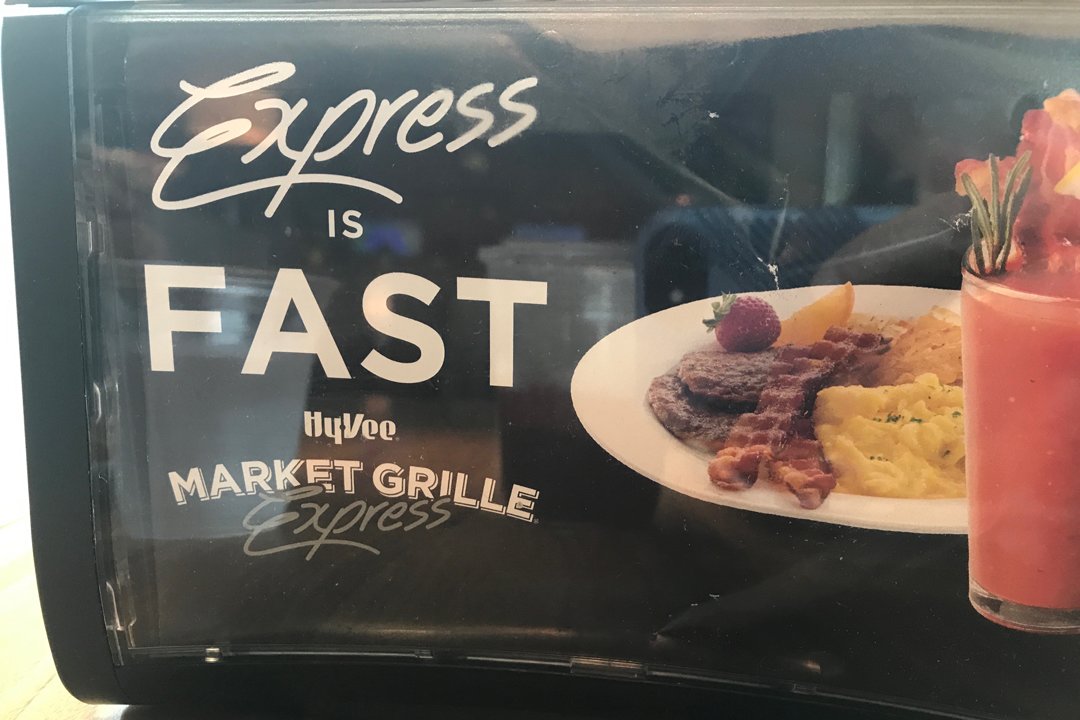 Express
IS
FAST
HyVee
MARKET GRILLE
Express